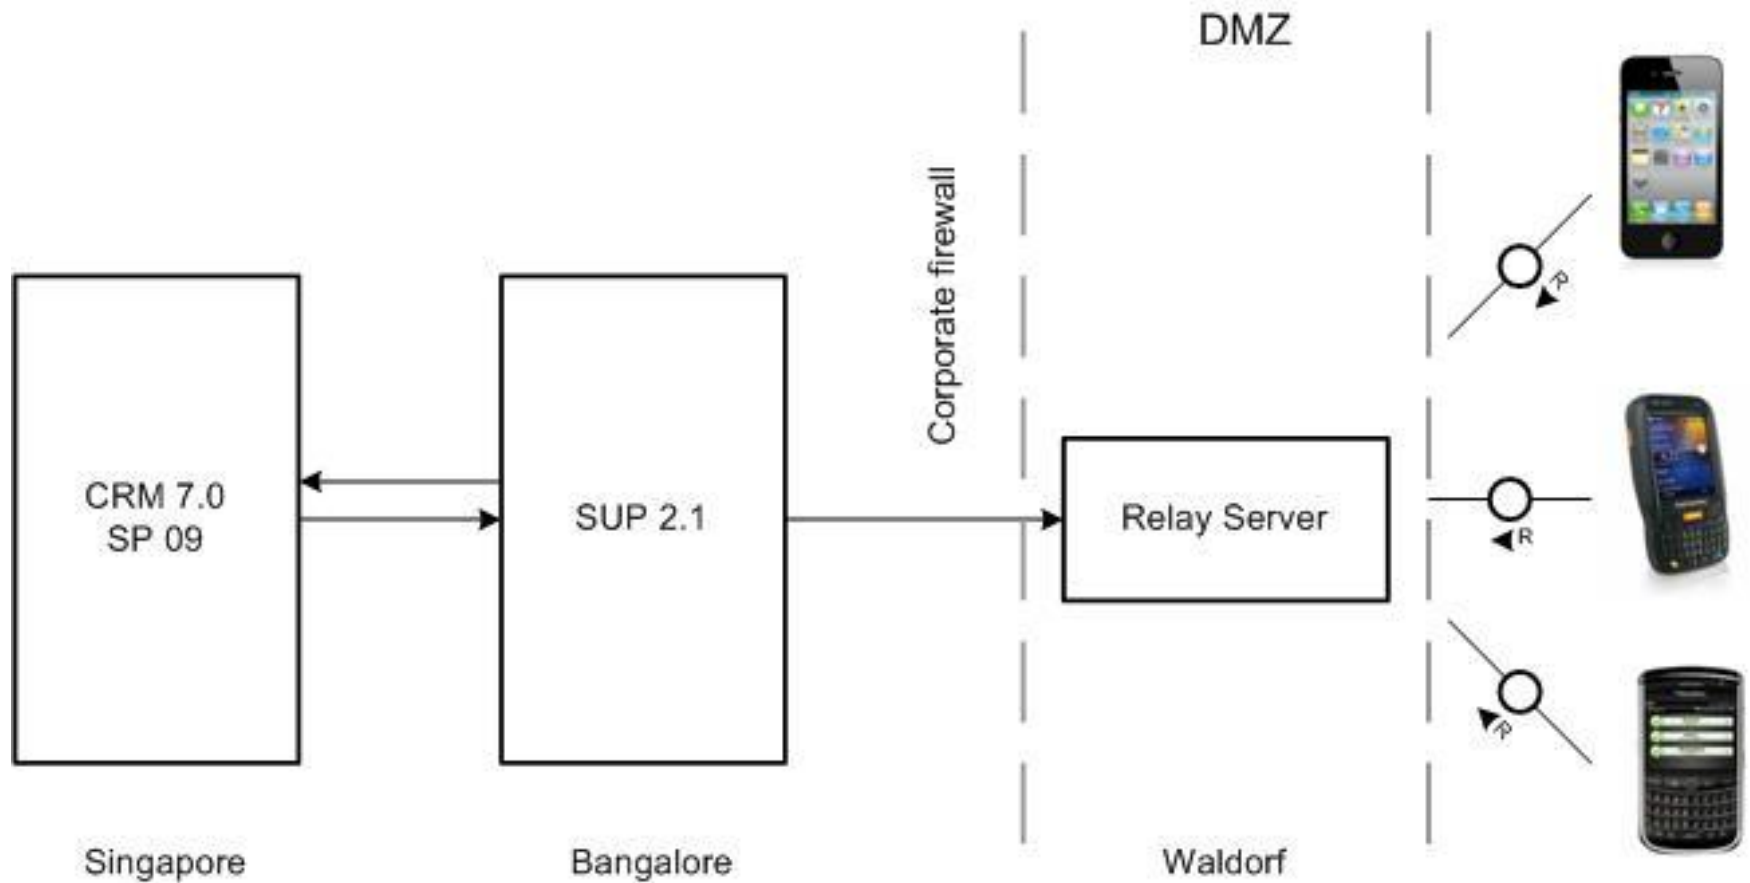 DMZ
Corporate firewall
CRM 7.0
SP 09
SUP 2.1
Relay Server
R
R
R
Singapore
Bangalore
Waldorf